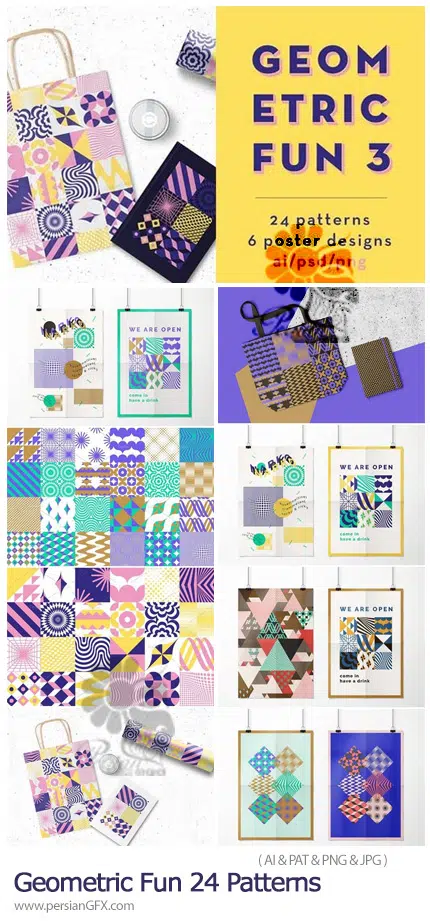 GEOM
ETRIC
FUN 3
24 patterns
6 poster designs
ai/psd/png
WE ARE OPEN
come in
have a drink
WE ARE OPEN
come in
have a drink
WE ARE OPEN
come in
have a drink
( AI & PAT & PNG & JPG )
Geometric Fun 24 Patterns
www.persianGFX.com